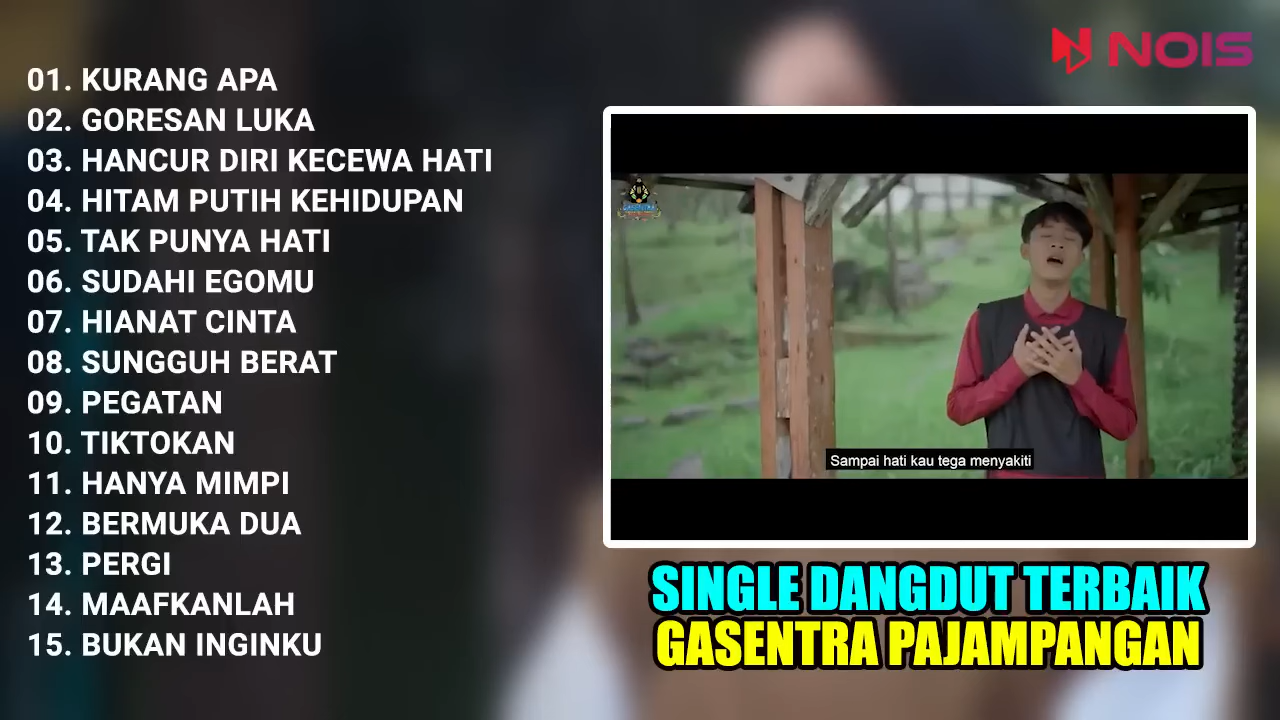 NOIS
01. KURANG APA
02. GORESAN LUKA
03. HANCUR DIRI KECEWA HATI
04. HITAM PUTIH KEHIDUPAN
05. TAK PUNYA HATI
06. SUDAHI EGOMU
07. HIANAT CINTA
08. SUNGGUH BERAT
09. PEGATAN
10. TIKTOKAN
11. HANYA MIMPI
12. BERMUKA DUA
13. PERGI
14. MAAFKANLAH
15. BUKAN INGINKU
Sampai hati kau tega menyakiti
SINGLE DANGDUT TERBAIK
GASENTRA PAJAMPANGAN